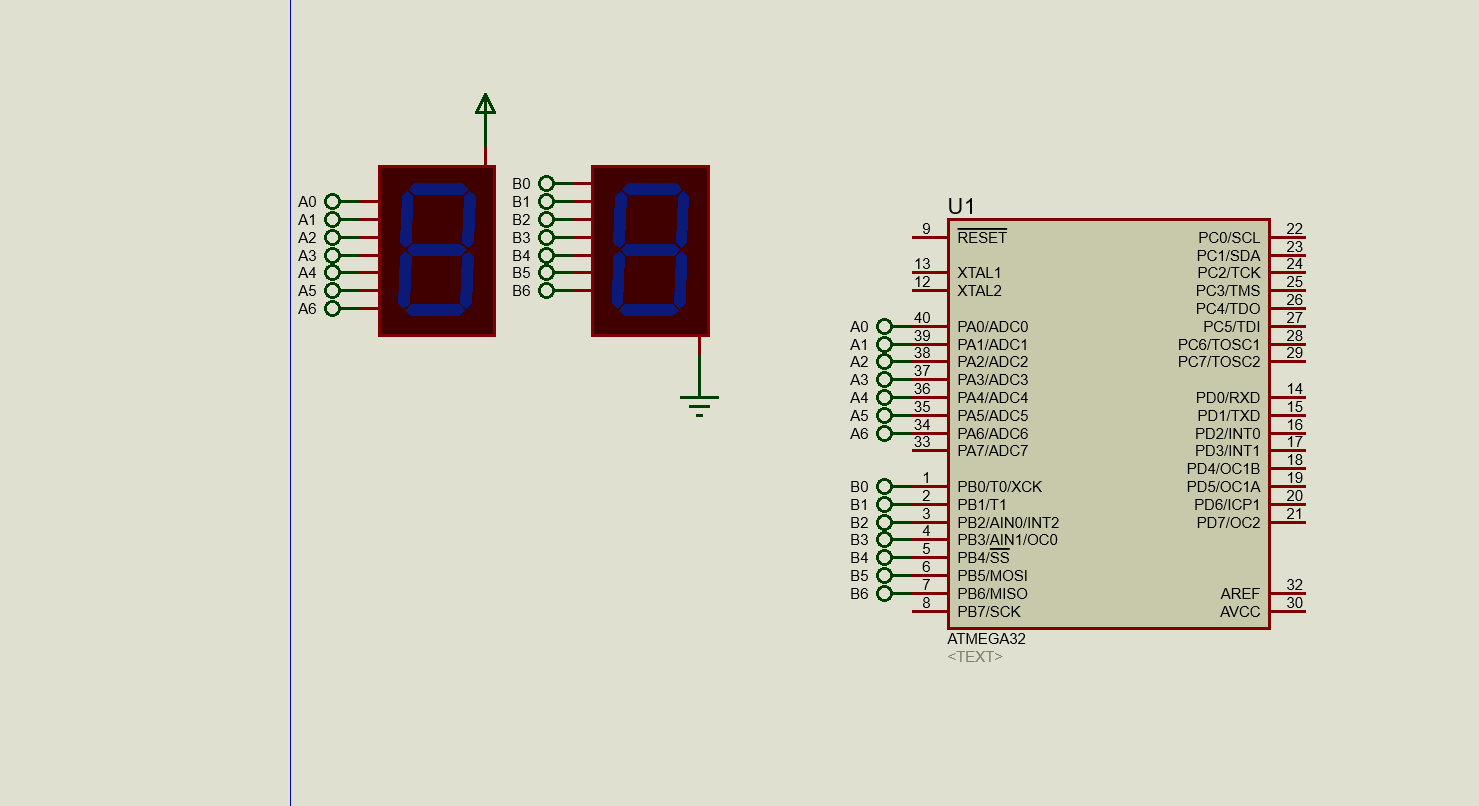 A0
A1
A2
A3
A4
A5
A6
B0
B1
B2
B3
B4
B5
B6
U1
9 RESET
13 XTAL1
12 XTAL2
A0 40 PA0/ADC0
A1 39 PA1/ADC1
A2 38 PA2/ADC2
A3 37 PA3/ADC3
A4 36 PA4/ADC4
A5 35 PA5/ADC5
A6 34 PA6/ADC6
33 PA7/ADC7
B0 1 PB0/T0/XCK
B1 2 PB1/T1
B2 3 PB2/AIN0/INT2
B3 4 PB3/AIN1/OC0
B4 5 PB4/SS
B5 6 PB5/MOSI
B6 7 PB6/MISO
8 PB7/SCK
PC0/SCL 22
PC1/SDA 23
PC2/TCK 24
PC3/TMS 25
PC4/TDO 26
PC5/TDI 27
PC6/TOSC1 28
PC7/TOSC2 29
PD0/RXD 14
PD1/TXD 15
PD2/INT0 16
PD3/INT1 17
PD4/OC1B 18
PD5/OC1A 19
PD6/ICP1 20
PD7/OC2 21
AREF 32
AVCC 30
ATMEGA32
<TEXT>